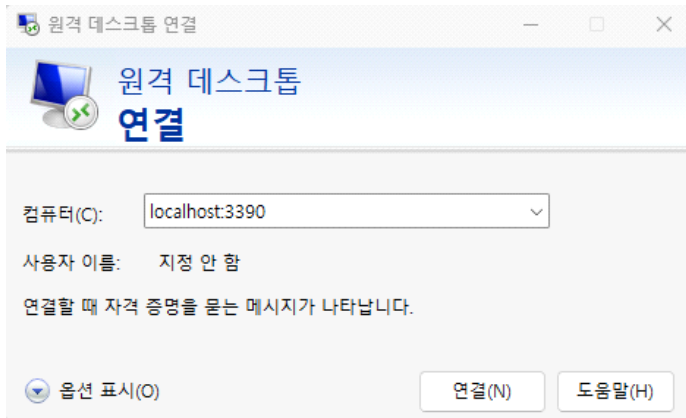 원격 데스크톱 연결
원격 데스크톱
연결
컴퓨터(C): localhost:3390
사용자 이름: 지정 안 함
연결할 때 자격 증명을 묻는 메시지가 나타납니다.
옵션 표시(O) 연결(N) 도움말(H)